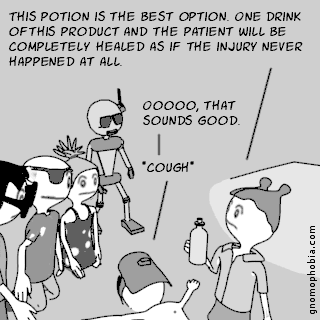 THIS POTION IS THE BEST OPTION. ONE DRINK
OFTHIS PRODUCT AND THE PATIENT WILL BE
COMPLETELY HEALED AS IF THE INJURY NEVER
HAPPENED AT ALL.
OOOOO, THAT
SOUNDS GOOD.
*COUGH*
gnomophobia.com